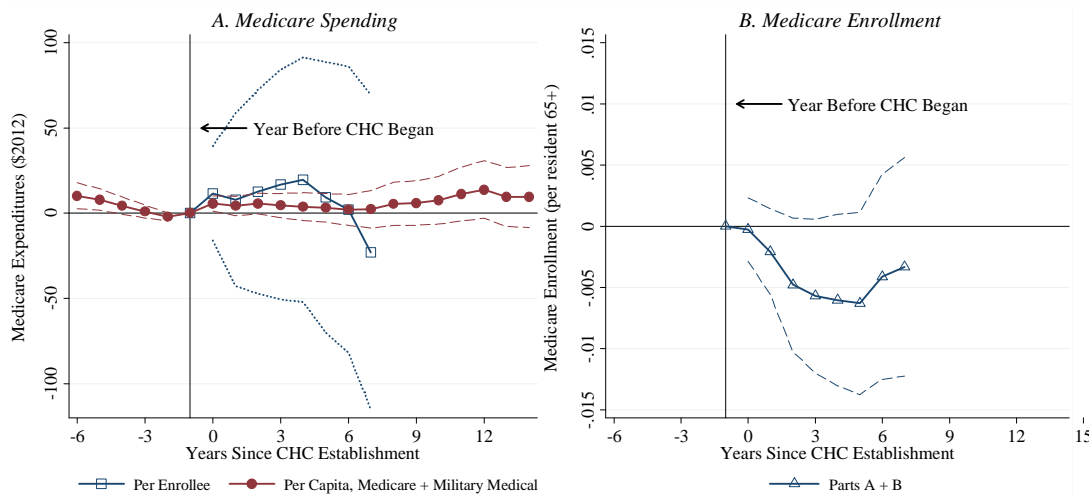 A. Medicare Spending
B. Medicare Enrollment
Medicare Expenditures ($2012)
100
50
0
-50
-100
Year Before CHC Began
-6 -3 0 3 6 9 12
Years Since CHC Establishment
Per Enrollee
Per Capita, Medicare + Military Medical
Medicare Enrollment (per resident 65+)
.015
.01
.005
0
-.005
-.01
-.015
Year Before CHC Began
-6 -3 0 3 6 9 12 15
Years Since CHC Establishment
Parts A + B